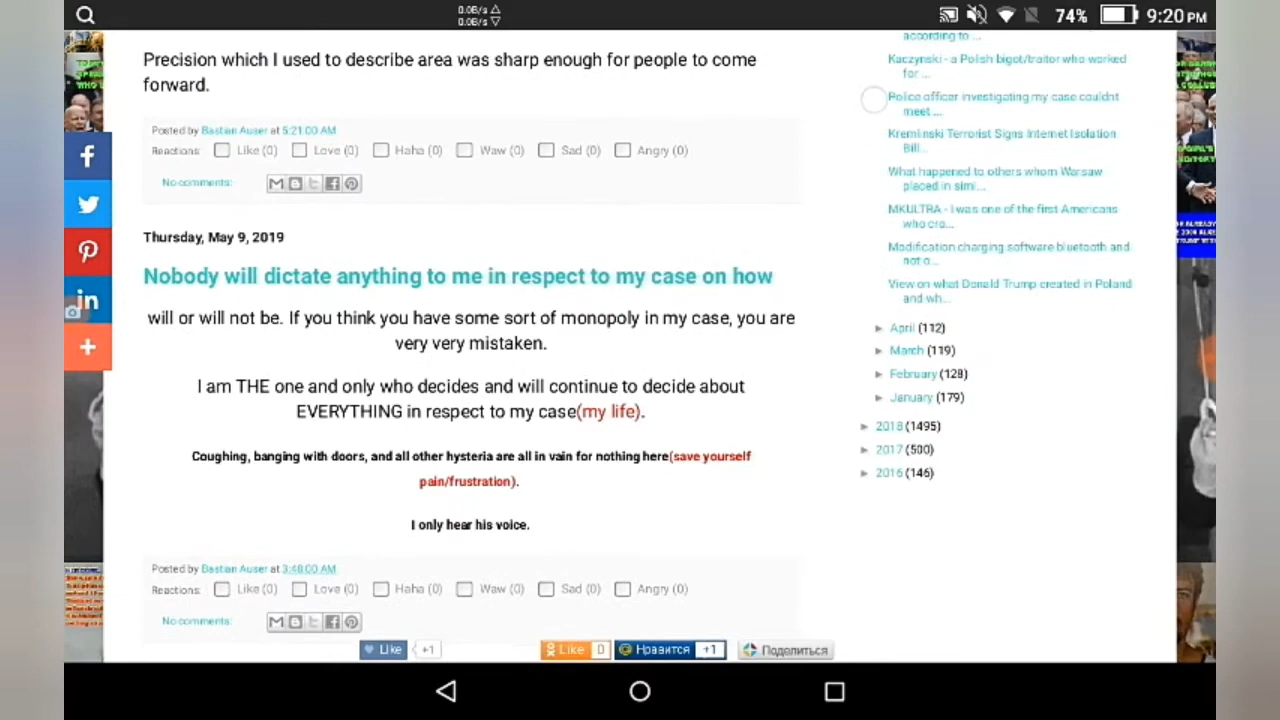 0.0B/s △
0.0B/s ▽
74%
9:20 PM
Precision which I used to describe area was sharp enough for people to come
forward.
Posted by Bastian Auser at 5:21:00 AM
Reactions: Like (0) Love (0) Haha (0) Waw (0) Sad (0) Angry (0)
No comments:
Thursday, May 9, 2019
Nobody will dictate anything to me in respect to my case on how
will or will not be. If you think you have some sort of monopoly in my case, you are
very very mistaken.
I am THE one and only who decides and will continue to decide about
EVERYTHING in respect to my case(my life).
Coughing, banging with doors, and all other hysteria are all in vain for nothing here(save yourself
pain/frustration).
I only hear his voice.
Posted by Bastian Auser at 3:48:00 AM
Reactions: Like (0) Love (0) Haha (0) Waw (0) Sad (0) Angry (0)
No comments:
Like +1
Like 0
Нравится +1
Поделиться
according to ...
Kaczynski - a Polish bigot/traitor who worked
for ...
Police officer investigating my case couldnt
meet ...
Kremlinski Terrorist Signs Internet Isolation
Bill...
What happened to others whom Warsaw
placed in simi...
MKULTRA - I was one of the first Americans
who cro...
Modification charging software bluetooth and
not o...
View on what Donald Trump created in Poland
and wh...
► April (112)
► March (119)
► February (128)
► January (179)
► 2018 (1495)
► 2017 (500)
► 2016 (146)